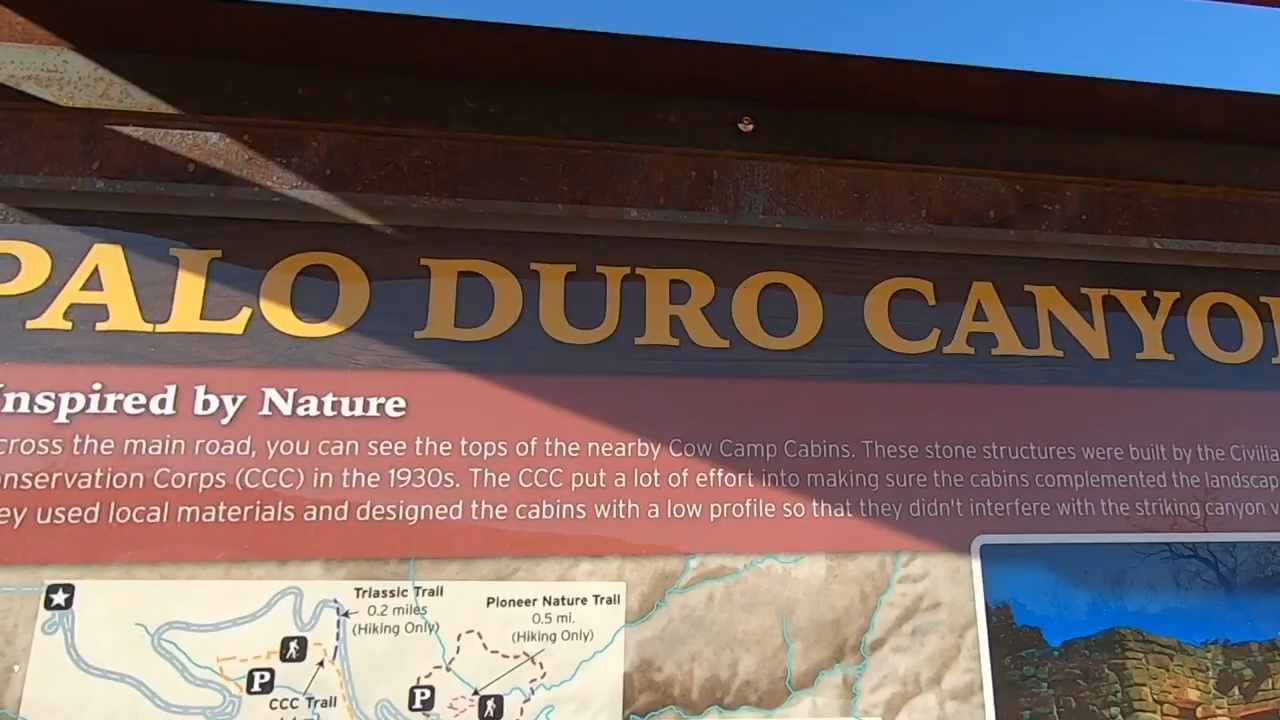 PALO DURO CANYO
Inspired by Nature
cross the main road, you can see the tops of the nearby Cow Camp Cabins. These stone structures were built by the Civilia
nservation Corps (CCC) in the 1930s. The CCC put a lot of effort into making sure the cabins complemented the landscap
ey used local materials and designed the cabins with a low profile so that they didn't interfere with the striking canyon v
Triassic Trail
0.2 miles
(Hiking Only)
Pioneer Nature Trail
0.5 mi.
(Hiking Only)
P
P
CCC Trail